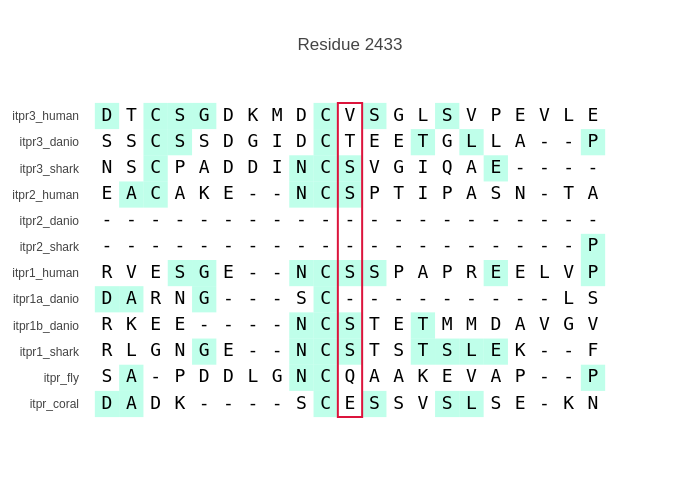 Residue 2433
itpr3_human D T C S G D K M D C V S G L S V P E V L E
itpr3_danio S S C S S D G I D C T E E T G L L A - - P
itpr3_shark N S C P A D D I N C S V G I Q A E - - - -
itpr2_human E A C A K E - - N C S P T I P A S N - T A
itpr2_danio - - - - - - - - - - - - - - - - - - - - -
itpr2_shark - - - - - - - - - - - - - - - - - - - - P
itpr1_human R V E S G E - - N C S S P A P R E E L V P
itpr1a_danio D A R N G - - - S C - - - - - - - - - L S
itpr1b_danio R K E E - - - - N C S T E T M M D A V G V
itpr1_shark R L G N G E - - N C S T S T S L E K - - F
itpr_fly S A - P D D L G N C Q A A K E V A P - - P
itpr_coral D A D K - - - - S C E S S V S L S E - K N